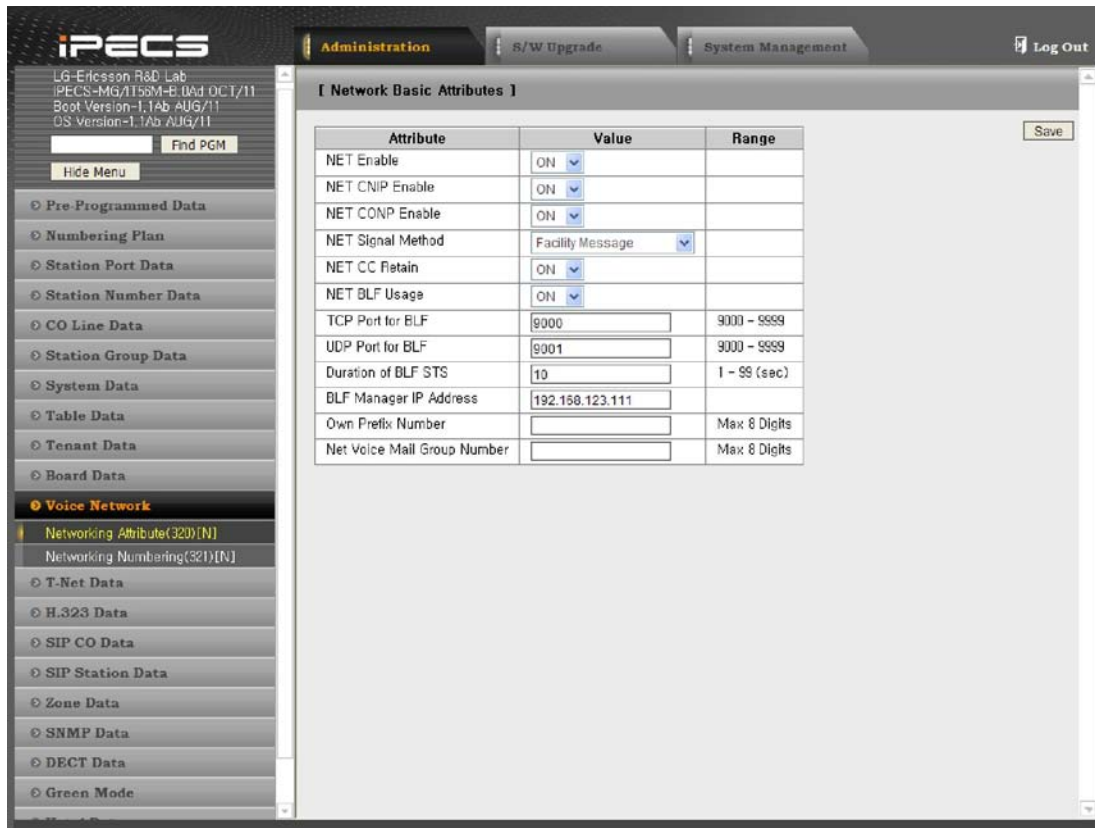 iPECS
Administration
S/W Upgrade
System Management
Log Out
LG-Ericsson R&D Lab
iPECS-MG/1T56M-B.0Ad OCT/11
Boot Version-1.1Ab AUG/11
OS Version-1.1Ab AUG/11
Find PGM
Hide Menu
Pre-Programmed Data
Numbering Plan
Station Port Data
Station Number Data
CO Line Data
Station Group Data
System Data
Table Data
Tenant Data
Board Data
Voice Network
Networking Attribute(320)[N]
Networking Numbering(321)[N]
T-Net Data
H.323 Data
SIP CO Data
SIP Station Data
Zone Data
SNMP Data
DECT Data
Green Mode
[ Network Basic Attributes ]
Save
Attribute Value Range
NET Enable ON
NET CNIP Enable ON
NET CONP Enable ON
NET Signal Method Facility Message
NET CC Retain ON
NET BLF Usage ON
TCP Port for BLF 9000 9000 - 9999
UDP Port for BLF 9001 9000 - 9999
Duration of BLF STS 10 1 - 99 (sec)
BLF Manager IP Address 192.168.123.111
Own Prefix Number Max 8 Digits
Net Voice Mail Group Number Max 8 Digits